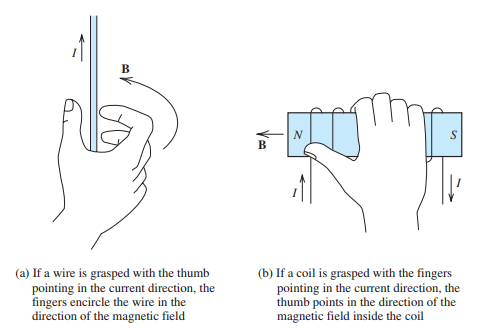 I
B
B
N
S
I
I
(a) If a wire is grasped with the thumb
pointing in the current direction, the
fingers encircle the wire in the
direction of the magnetic field
(b) If a coil is grasped with the fingers
pointing in the current direction, the
thumb points in the direction of the
magnetic field inside the coil